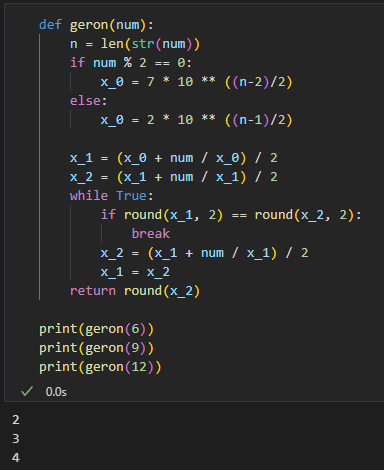 def geron(num):
    n = len(str(num))
    if num % 2 == 0:
        x_0 = 7 * 10 ** ((n-2)/2)
    else:
        x_0 = 2 * 10 ** ((n-1)/2)

    x_1 = (x_0 + num / x_0) / 2
    x_2 = (x_1 + num / x_1) / 2
    while True:
        if round(x_1, 2) == round(x_2, 2):
            break
        x_2 = (x_1 + num / x_1) / 2
        x_1 = x_2
    return round(x_2)

print(geron(6))
print(geron(9))
print(geron(12))
✓ 0.0s
2
3
4